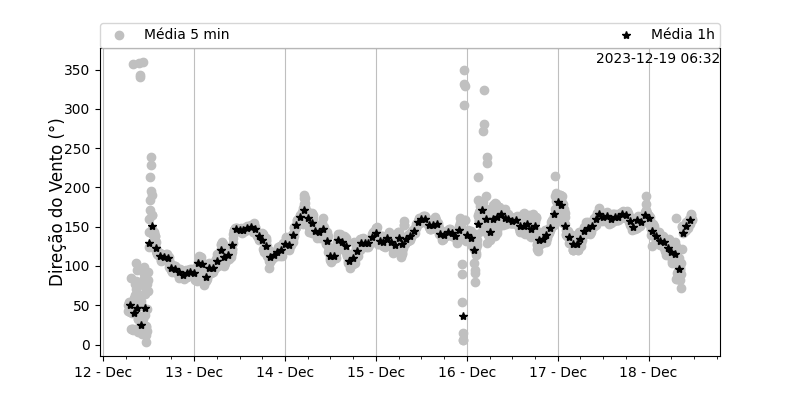 Média 5 min
Média 1h
2023-12-19 06:32
Direção do Vento (°)
350
300
250
200
150
100
50
0
12 - Dec
13 - Dec
14 - Dec
15 - Dec
16 - Dec
17 - Dec
18 - Dec